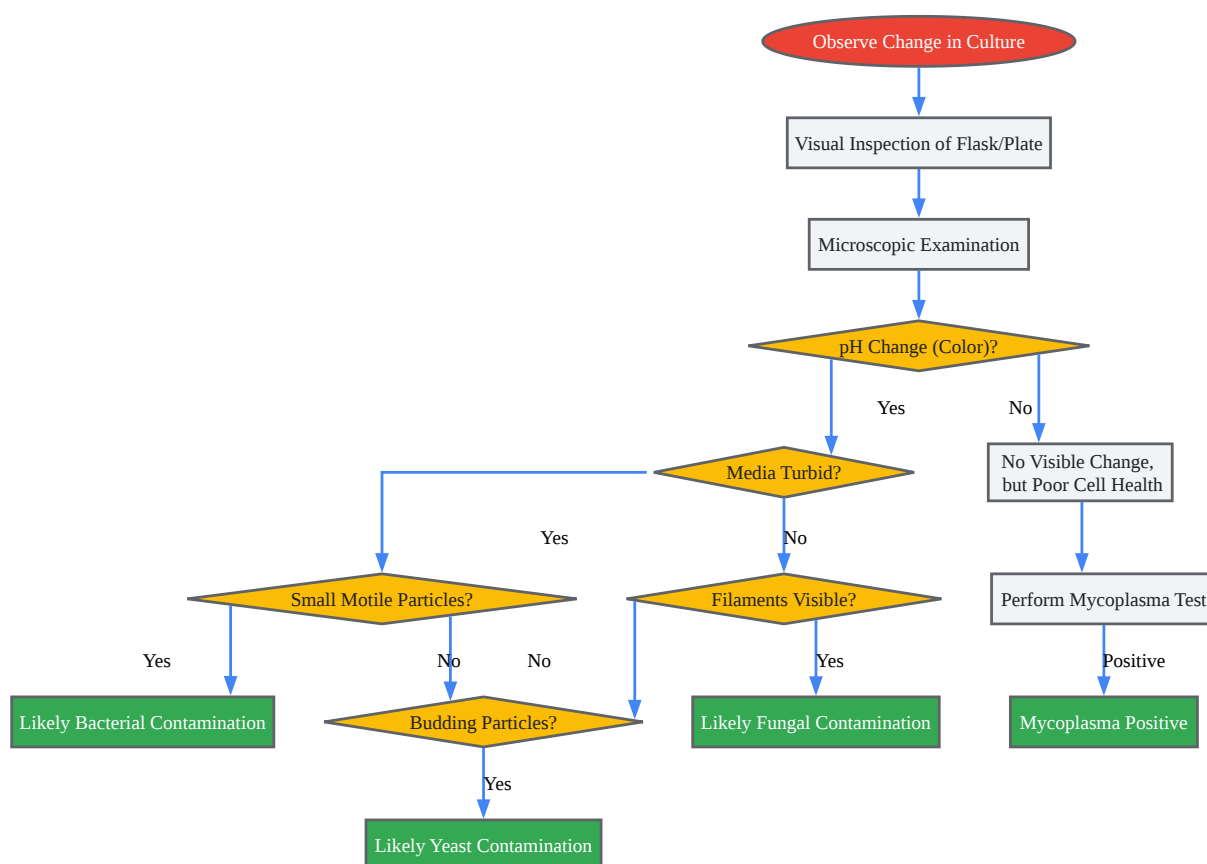 Observe Change in Culture
Visual Inspection of Flask/Plate
Microscopic Examination
pH Change (Color)?
Yes
No
Media Turbid?
No Visible Change,
but Poor Cell Health
Yes
No
Small Motile Particles?
Filaments Visible?
Perform Mycoplasma Test
Yes
No
No
Yes
Positive
Likely Bacterial Contamination
Budding Particles?
Likely Fungal Contamination
Mycoplasma Positive
Yes
Likely Yeast Contamination